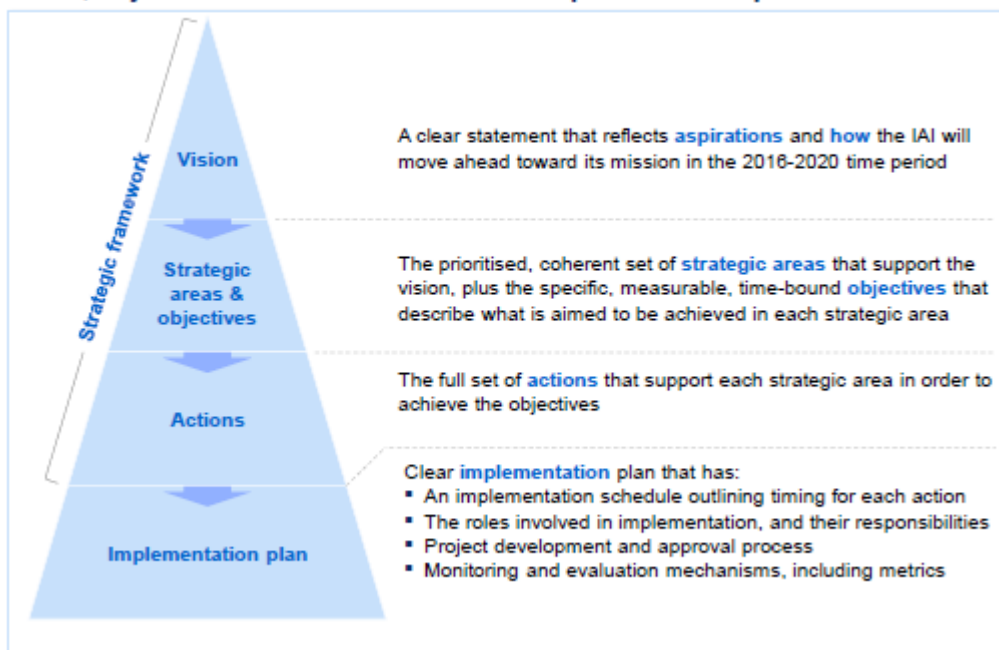 Strategic framework
Vision
A clear statement that reflects aspirations and how the IAI will
move ahead toward its mission in the 2016-2020 time period
Strategic
areas &
objectives
The prioritised, coherent set of strategic areas that support the
vision, plus the specific, measurable, time-bound objectives that
describe what is aimed to be achieved in each strategic area
Actions
The full set of actions that support each strategic area in order to
achieve the objectives
Implementation plan
Clear implementation plan that has:
▪ An implementation schedule outlining timing for each action
▪ The roles involved in implementation, and their responsibilities
▪ Project development and approval process
▪ Monitoring and evaluation mechanisms, including metrics